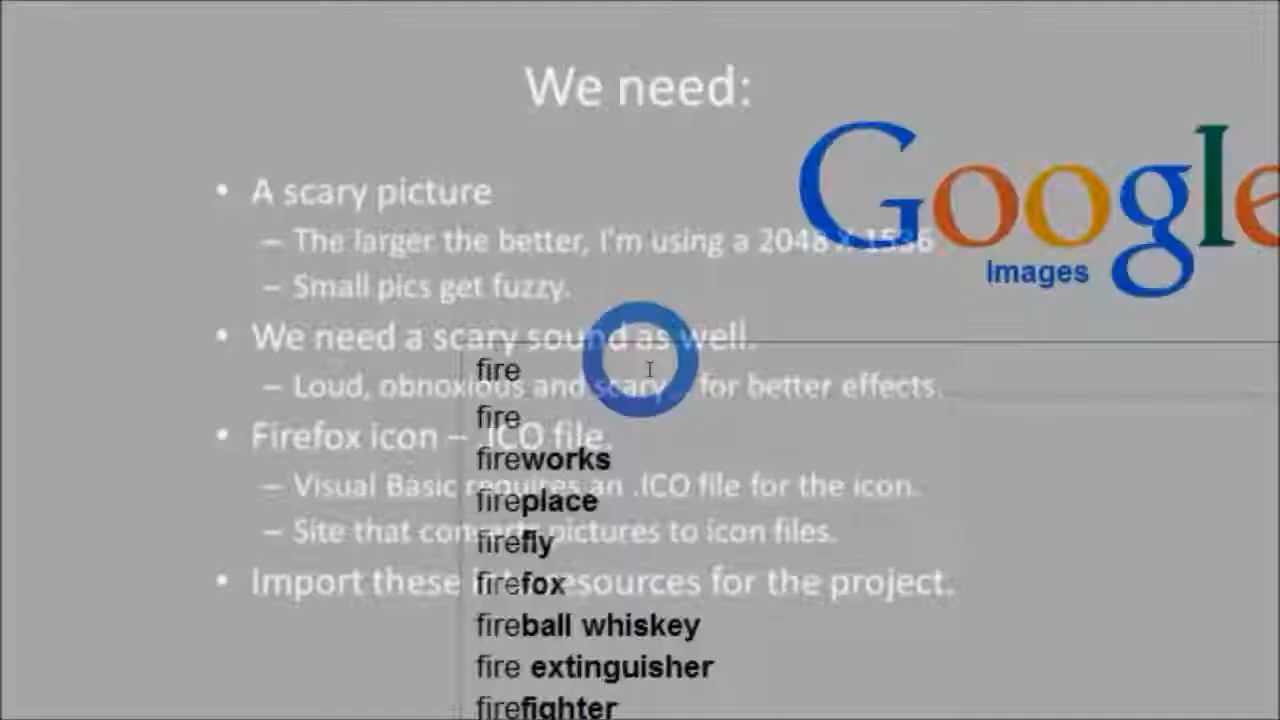 We need:
• A scary picture
– The larger the better, I'm using a 2048 X 1536
– Small pics get fuzzy.
• We need a scary sound as well.
– Loud, obnoxious and scary for better effects.
• Firefox icon – .ICO file.
– Visual Basic requires an .ICO file for the icon.
– Site that converts pictures to icon files.
• Import these resources for the project.
Google
Images
fire
fire
fireworks
fireplace
firefly
firefox
fireball whiskey
fire extinguisher
firefighter